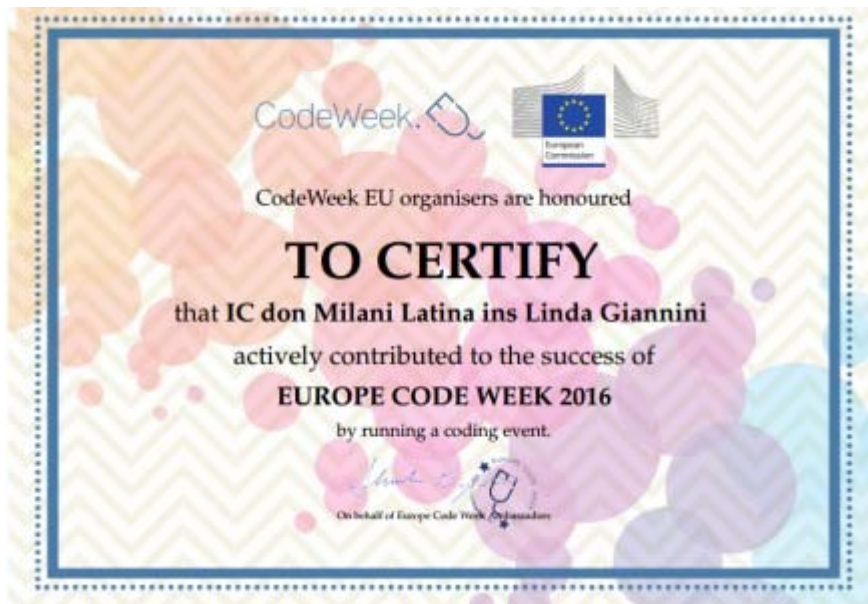 CodeWeek.
European
Commission
CodeWeek EU organisers are honoured
TO CERTIFY
that IC don Milani Latina ins Linda Giannini
actively contributed to the success of
EUROPE CODE WEEK 2016
by running a coding event.
On behalf of Europe Code Week Ambassadors